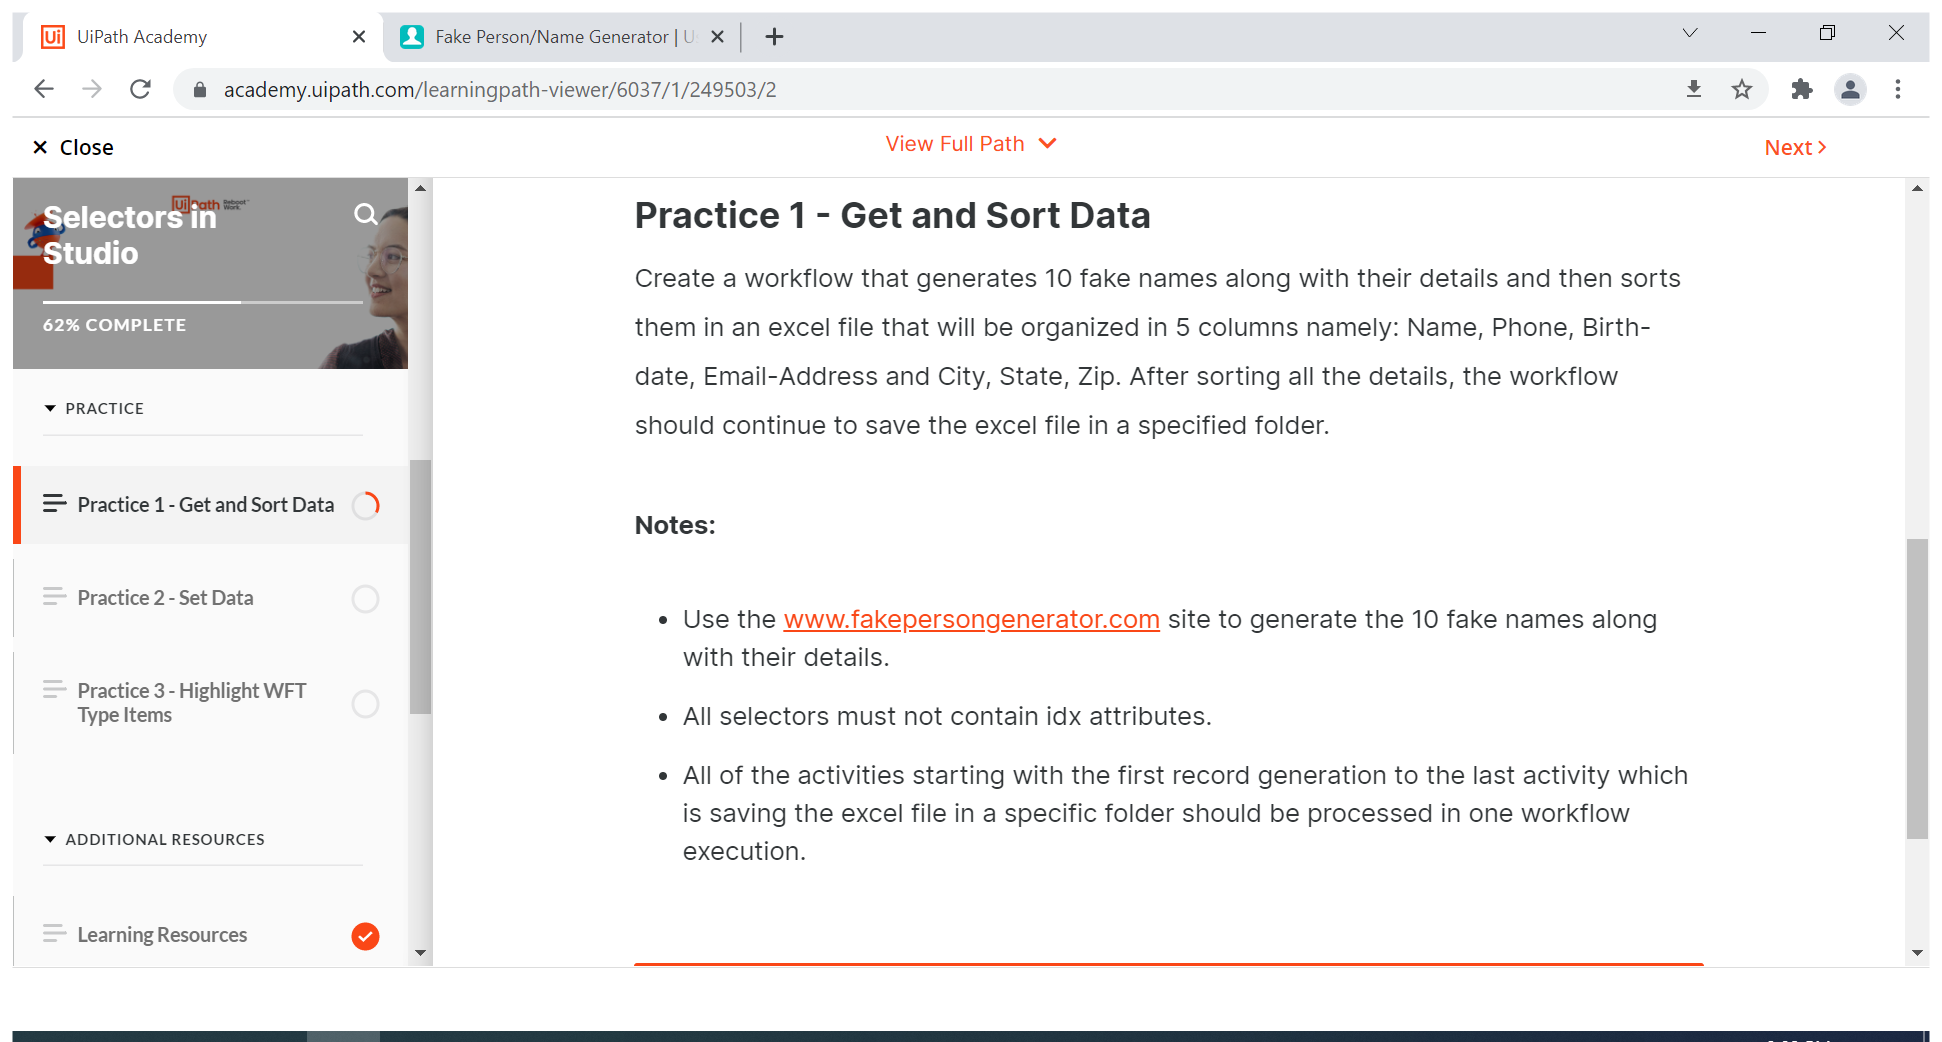 UiPath Academy
Fake Person/Name Generator | U
academy.uipath.com/learningpath-viewer/6037/1/249503/2
Close
View Full Path
Next
Ui Path Reboot Work.
Selectors in
Studio
62% COMPLETE
PRACTICE
Practice 1 - Get and Sort Data
Practice 2 - Set Data
Practice 3 - Highlight WFT
Type Items
ADDITIONAL RESOURCES
Learning Resources
Practice 1 - Get and Sort Data
Create a workflow that generates 10 fake names along with their details and then sorts
them in an excel file that will be organized in 5 columns namely: Name, Phone, Birth-
date, Email-Address and City, State, Zip. After sorting all the details, the workflow
should continue to save the excel file in a specified folder.
Notes:
• Use the www.fakepersongenerator.com site to generate the 10 fake names along
with their details.
• All selectors must not contain idx attributes.
• All of the activities starting with the first record generation to the last activity which
is saving the excel file in a specific folder should be processed in one workflow
execution.